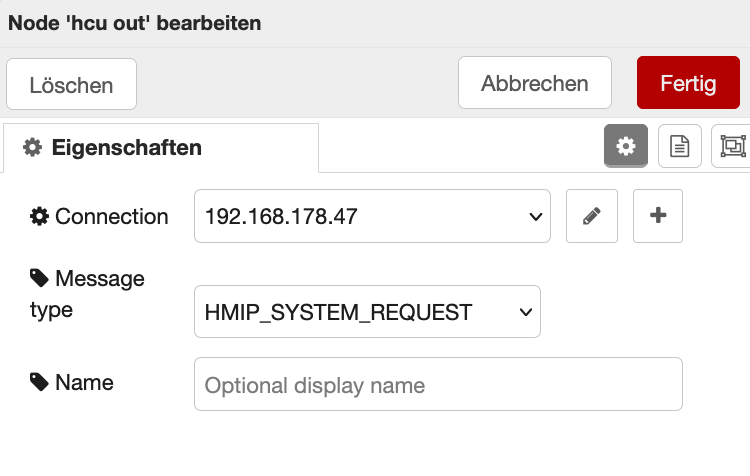 Node 'hcu out' bearbeiten
Löschen
Abbrechen
Fertig
Eigenschaften
Connection
192.168.178.47
Message
type
HMIP_SYSTEM_REQUEST
Name
Optional display name